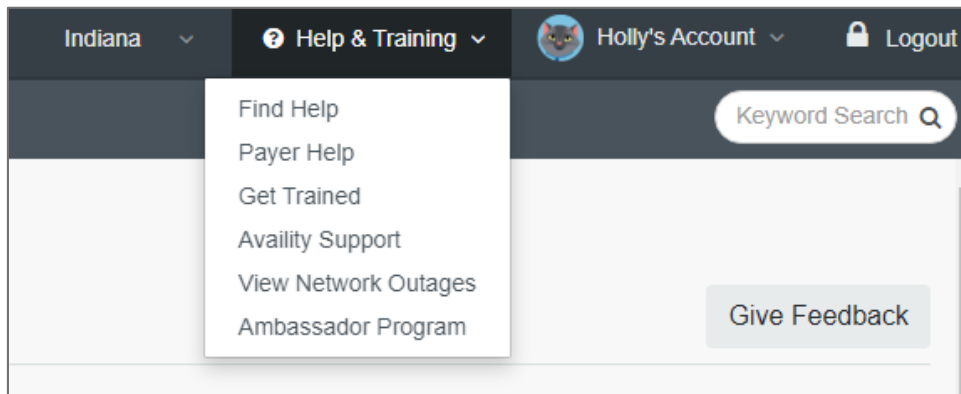 Indiana
Help & Training
Holly's Account
Logout
Keyword Search
Find Help
Payer Help
Get Trained
Availity Support
View Network Outages
Ambassador Program
Give Feedback